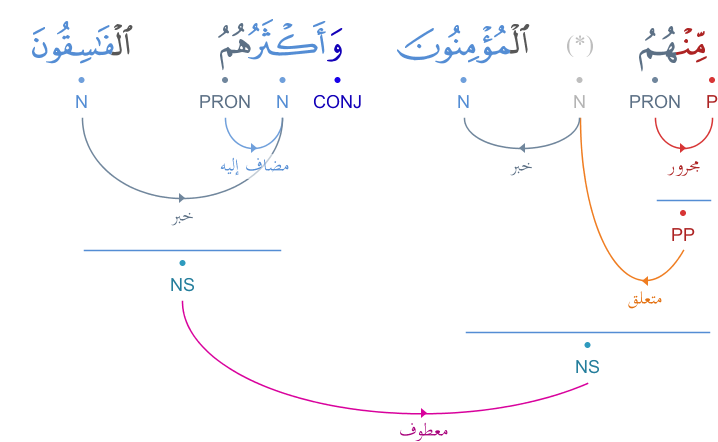 مِّنْهُمُ (*) ٱلْمُؤْمِنُونَ وَأَكْثَرُهُمُ ٱلْفَٰسِقُونَ
P PRON N N CONJ N PRON N
مجرور خبر مضاف إليه
خبر
PP
NS
متعلق
NS
معطوف